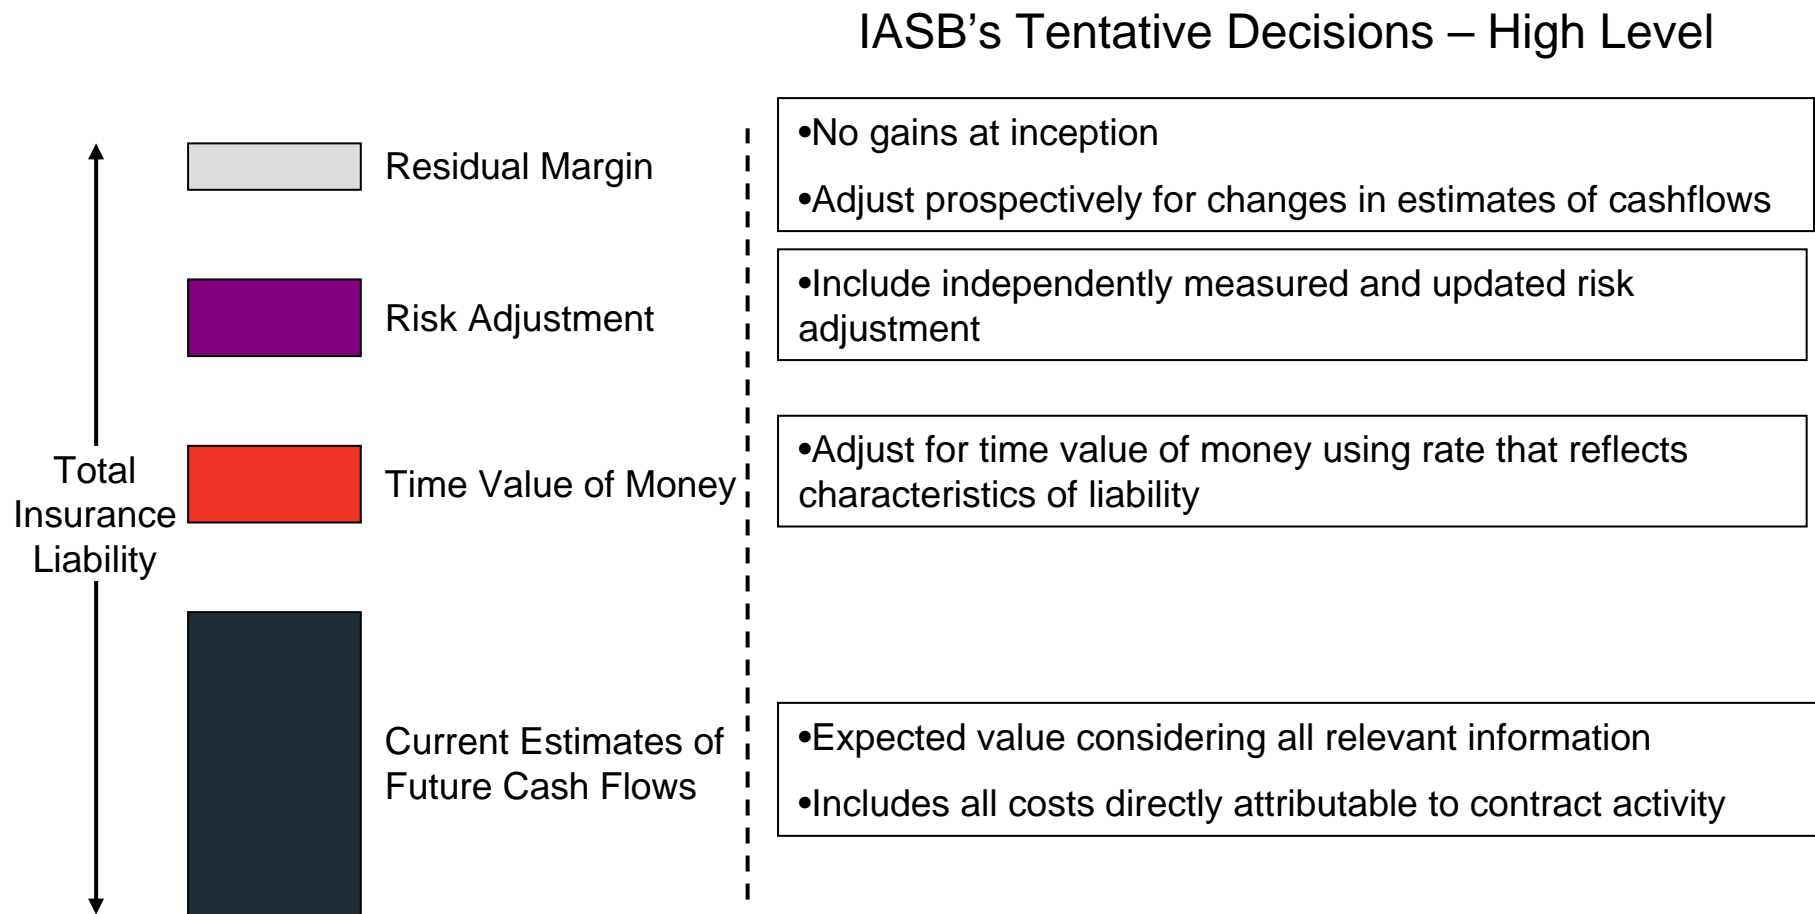 IASB's Tentative Decisions – High Level
Total
Insurance
Liability
Residual Margin
•No gains at inception
•Adjust prospectively for changes in estimates of cashflows
Risk Adjustment
•Include independently measured and updated risk
adjustment
Time Value of Money
•Adjust for time value of money using rate that reflects
characteristics of liability
Current Estimates of
Future Cash Flows
•Expected value considering all relevant information
•Includes all costs directly attributable to contract activity